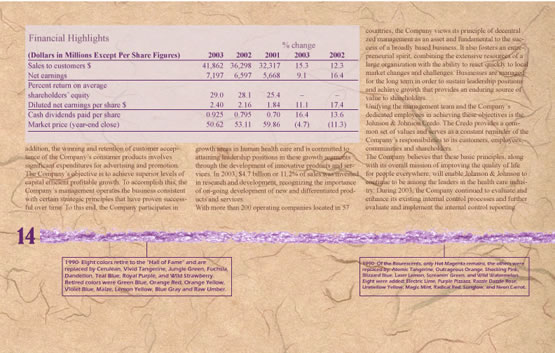 Financial Highlights
% change
(Dollars in Millions Except Per Share Figures) 2003 2002 2001 2003 2002
Sales to customers $ 41,862 36,298 32,317 15.3 12.3
Net earnings 7,197 6,597 5,668 9.1 16.4
Percent return on average
shareholders' equity 29.0 28.1 25.4 – –
Diluted net earnings per share $ 2.40 2.16 1.84 11.1 17.4
Cash dividends paid per share 0.925 0.795 0.70 16.4 13.6
Market price (year-end close) 50.62 53.11 59.86 (4.7) (11.3)
addition, the winning and retention of customer accep-
tance of the Company's consumer products involves
significant expenditures for advertising and promotion.
The Company's objective is to achieve superior levels of
capital efficient profitable growth. To accomplish this, the
Company's management operates the business consistent
with certain strategic principles that have proven success-
ful over time. To this end, the Company participates in
growth areas in human health care and is committed to
attaining leadership positions in these growth segments
through the development of innovative products and ser-
vices. In 2003, $4.7 billion or 11.2% of sales was invested
in research and development, recognizing the importance
of on-going development of new and differentiated prod-
ucts and services.
With more than 200 operating companies located in 57
countries, the Company views its principle of decentral
ized management as an asset and fundamental to the suc-
cess of a broadly based business. It also fosters an entre-
preneurial spirit, combining the extensive resources of a
large organization with the ability to react quickly to local
market changes and challenges. Businesses are managed
for the long term in order to sustain leadership positions
and achieve growth that provides an enduring source of
value to shareholders.
Unifying the management team and the Company's
dedicated employees in achieving these objectives is the
Johnson & Johnson Credo. The Credo provides a com-
mon set of values and serves as a constant reminder of the
Company's responsibilities to its customers, employees,
communities and shareholders.
The Company believes that these basic principles, along
with its overall mission of improving the quality of life
for people everywhere, will enable Johnson & Johnson to
continue to be among the leaders in the health care indus-
try. During 2003, the Company continued to evaluate and
enhance its existing internal control processes and further
evaluate and implement the internal control reporting
14
1990- Eight colors retire to the "Hall of Fame" and are
replaced by Cerulean, Vivid Tangerine, Jungle Green, Fuchsia,
Dandelion, Teal Blue, Royal Purple, and Wild Strawberry.
Retired colors were Green Blue, Orange Red, Orange Yellow,
Violet Blue, Maize, Lemon Yellow, Blue Gray and Raw Umber.
1990- Of the flourescents, only Hot Magenta remains, the others were
replaced by: Atomic Tangerine, Outrageous Orange, Shocking Pink,
Blizzard Blue, Laser Lemon, Screamin Green, and Wild Watermelon.
Eight were added: Electric Lime, Purple Pizzazz, Razzle Dazzle Rose,
Unmellow Yellow, Magic Mint, Radical Red, Sunglow, and Neon Carrot.